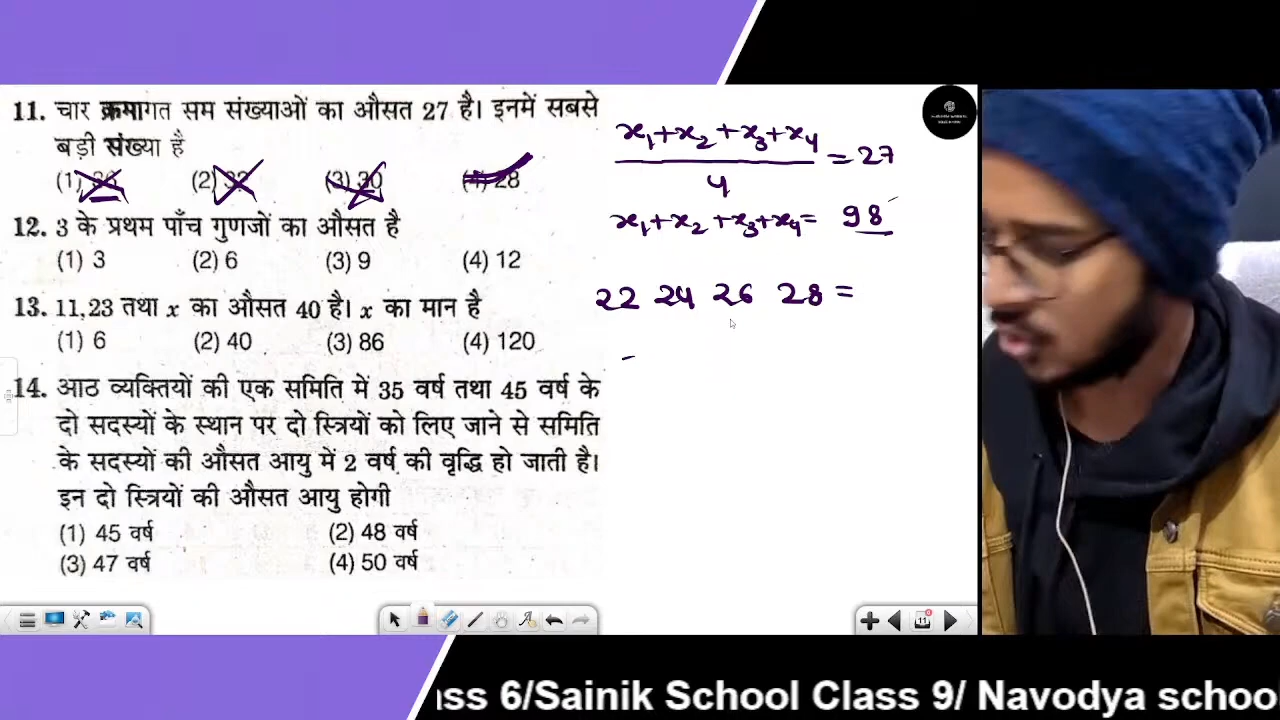 11. चार क्रमागत सम संख्याओं का औसत 27 है। इनमें सबसे
बड़ी संख्या है
(1) (2) 32 (3) 30 (4) 28
12. 3 के प्रथम पाँच गुणजों का औसत है
(1) 3 (2) 6 (3) 9 (4) 12
13. 11,23 तथा x का औसत 40 है। x का मान है
(1) 6 (2) 40 (3) 86 (4) 120
14. आठ व्यक्तियों की एक समिति में 35 वर्ष तथा 45 वर्ष के
दो सदस्यों के स्थान पर दो स्त्रियों को लिए जाने से समिति
के सदस्यों की औसत आयु में 2 वर्ष की वृद्धि हो जाती है।
इन दो स्त्रियों की औसत आयु होगी
(1) 45 वर्ष (2) 48 वर्ष
(3) 47 वर्ष (4) 50 वर्ष
x₁+x₂+x₃+x₄
4
=27
x₁+x₂+x₃+x₄= 98
22 24 26 28 =
-
11
ass 6/Sainik School Class 9/ Navodya schoo